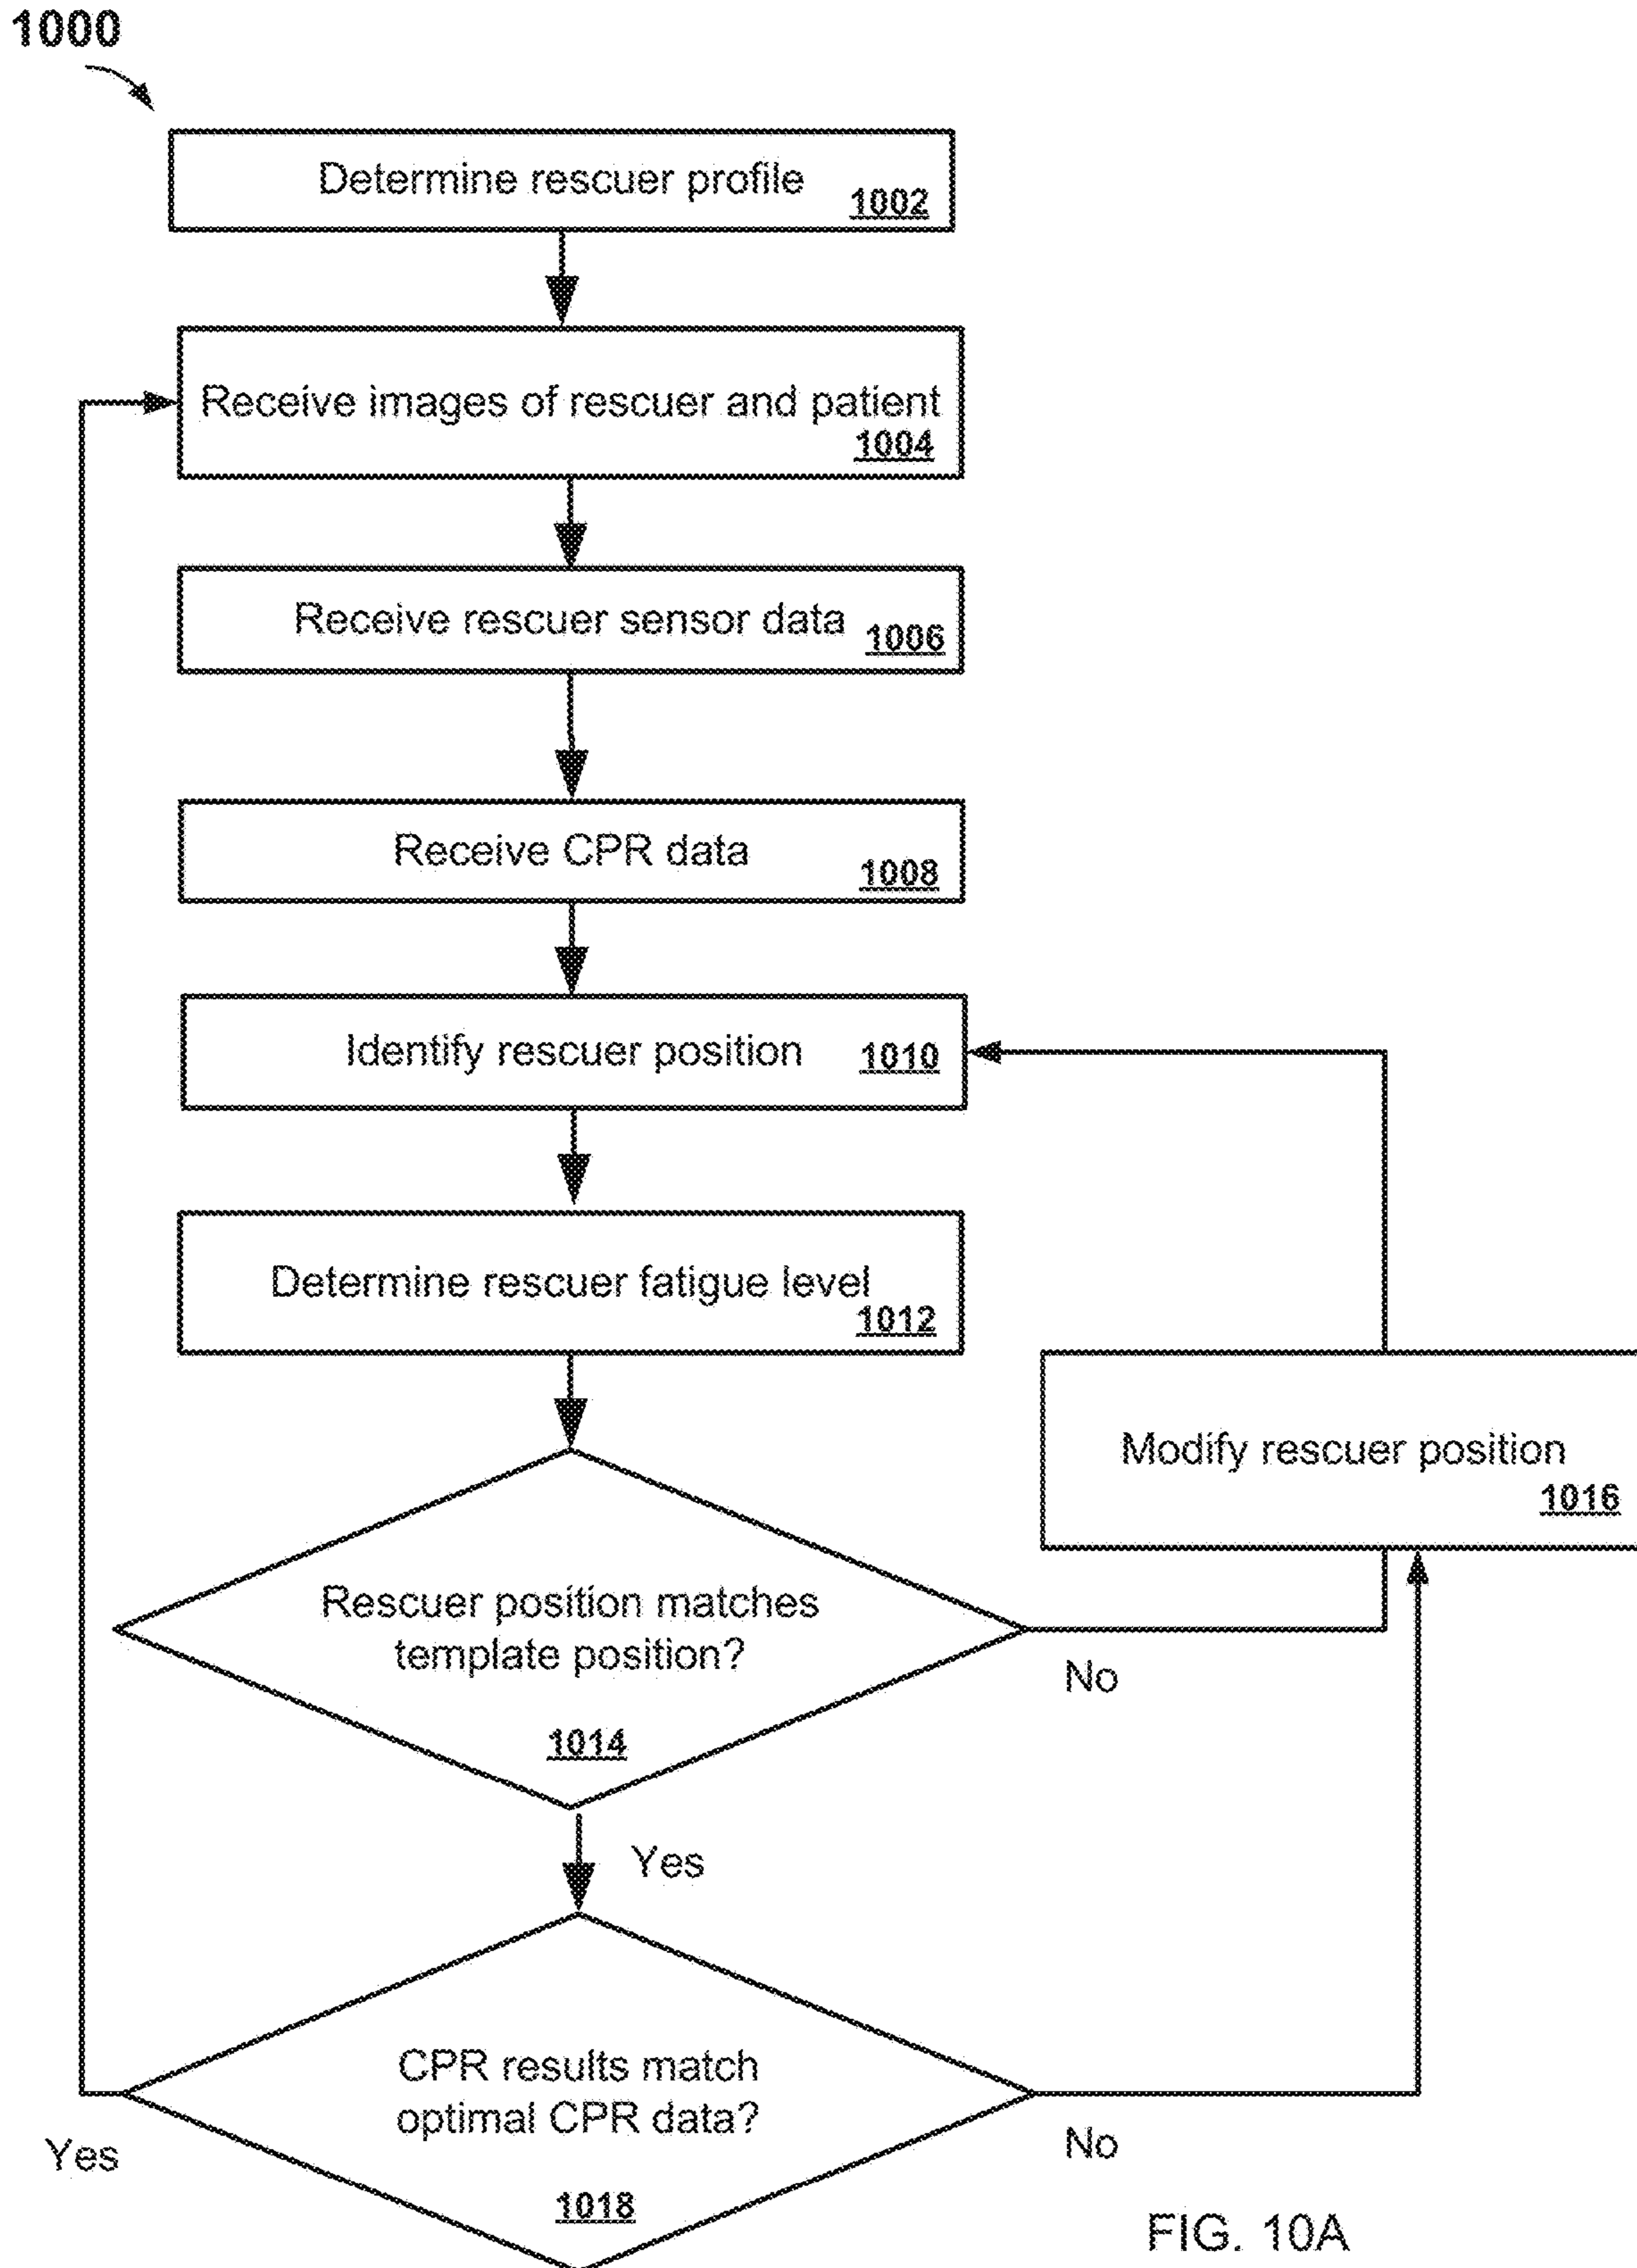 1000
Determine rescuer profile
1002
Receive images of rescuer and patient
1004
Receive rescuer sensor data
1006
Receive CPR data
1008
Identify rescuer position
1010
Determine rescuer fatigue level
1012
Modify rescuer position
1016
Rescuer position matches
template position?
1014
No
Yes
CPR results match
optimal CPR data?
1018
Yes
No
FIG. 10A